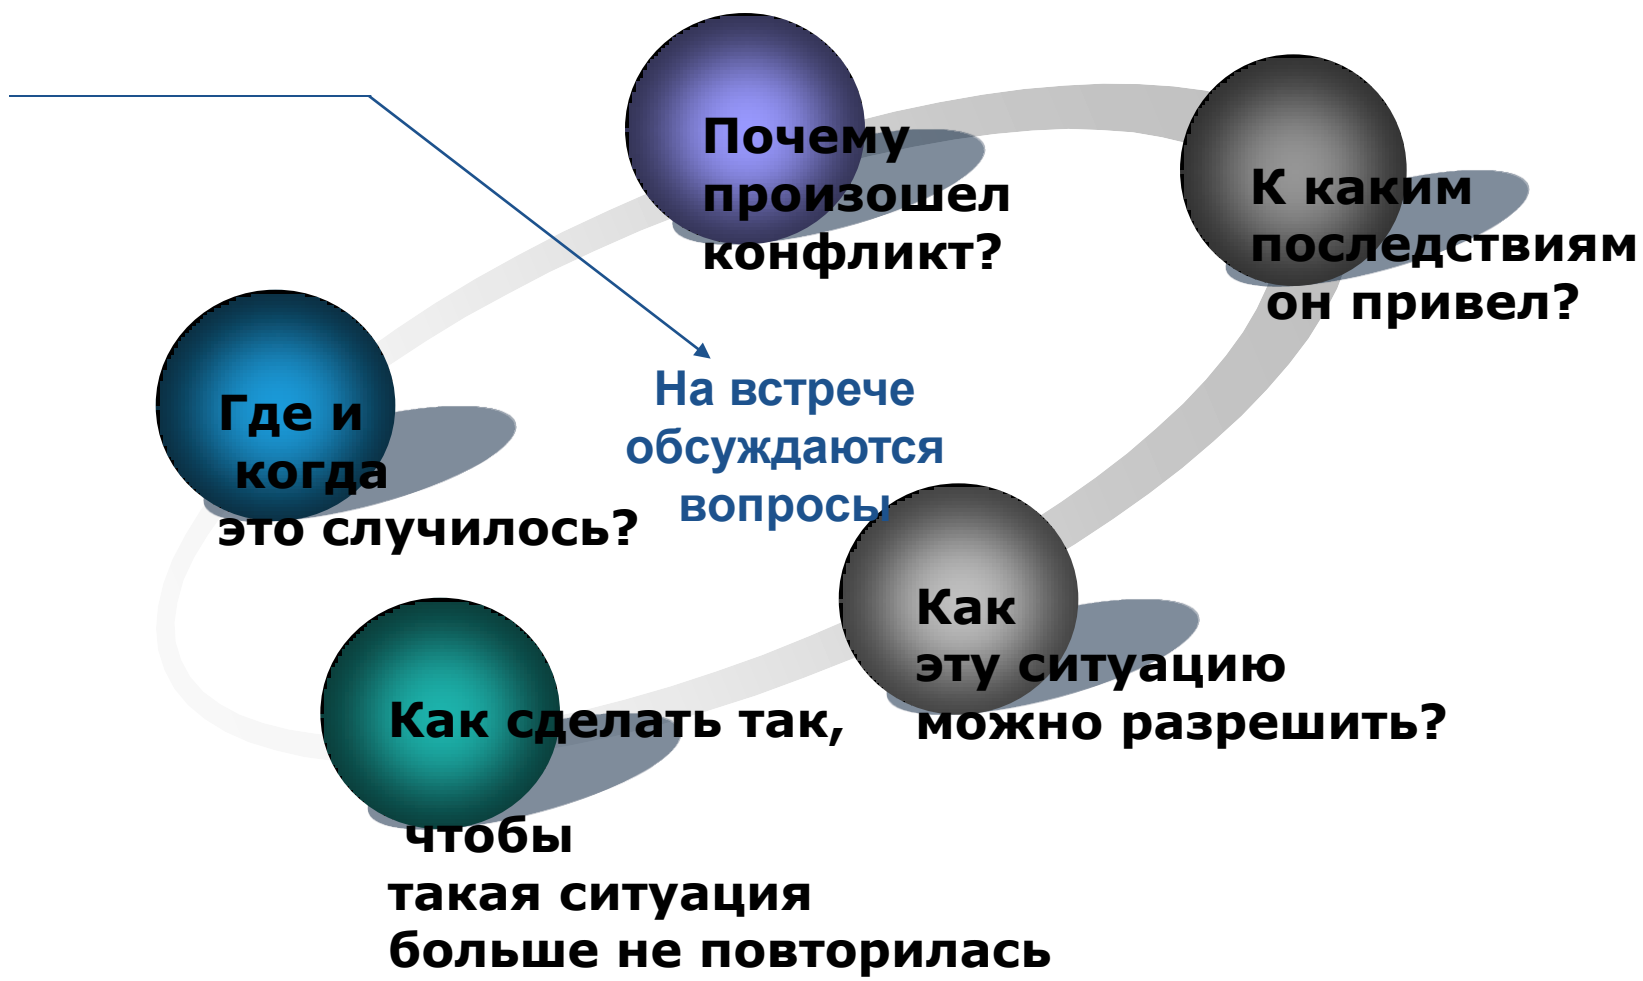 Почему
произошел
конфликт?
К каким
последствиям
он привел?
Где и
когда
это случилось?
На встрече
обсуждаются
вопросы
Как
эту ситуацию
можно разрешить?
Как сделать так,
чтобы
такая ситуация
больше не повторилась